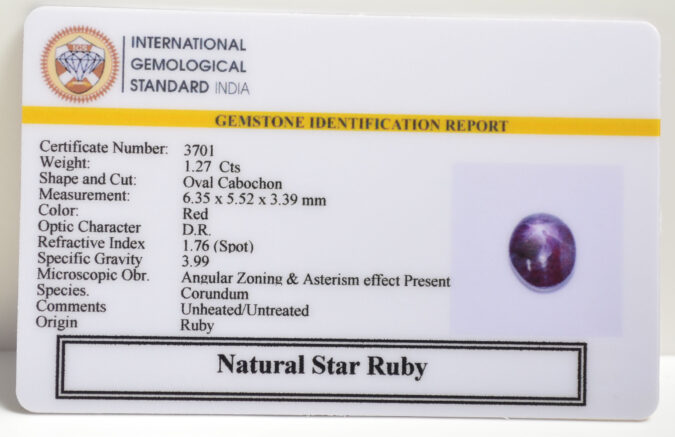 IGS
INTERNATIONAL
GEMOLOGICAL
STANDARD INDIA
GEMSTONE IDENTIFICATION REPORT
Certificate Number: 3701
Weight: 1.27 Cts
Shape and Cut: Oval Cabochon
Measurement: 6.35 x 5.52 x 3.39 mm
Color: Red
Optic Character D.R.
Refractive Index 1.76 (Spot)
Specific Gravity 3.99
Microscopic Obr. Angular Zoning & Asterism effect Present
Species. Corundum
Comments Unheated/Untreated
Origin Ruby
Natural Star Ruby